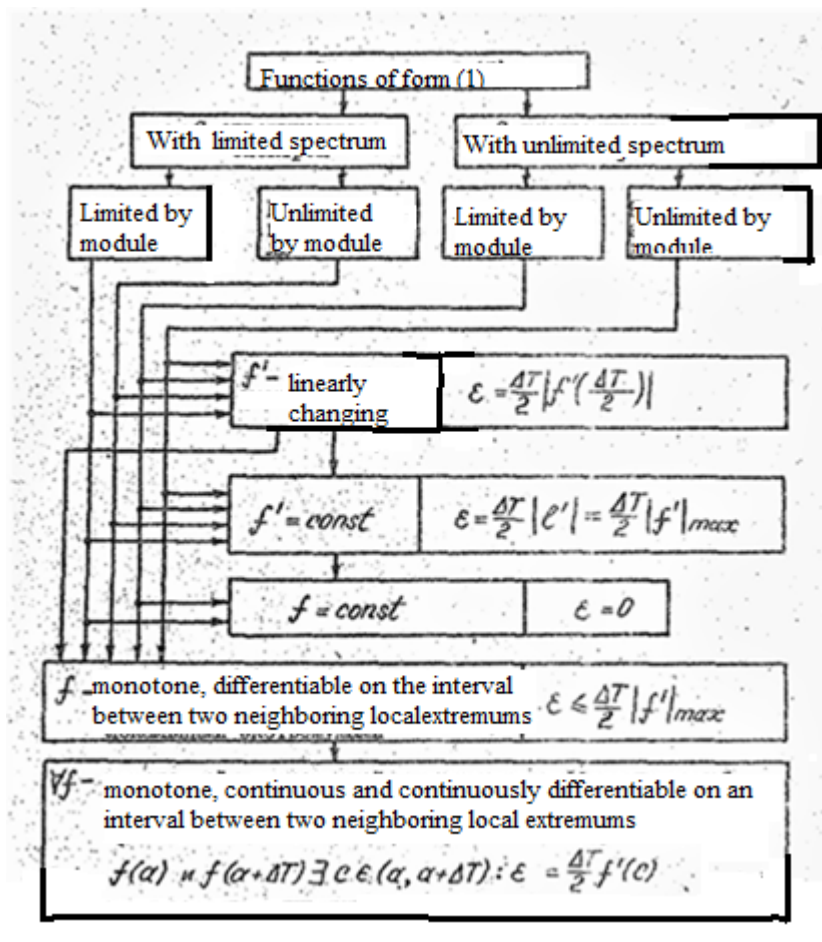 Functions of form (1)
With limited spectrum
With unlimited spectrum
Limited by
module
Unlimited
by module
Limited by
module
Unlimited by
module
f' – linearly
changing
ε = ΔT/2 |f'(ΔT/2)|
f' = const
ε = ΔT/2 |ℓ'| = ΔT/2 |f'|max
f = const
ε = 0
f – monotone, differentiable on the interval
between two neighboring localextremums
ε ≤ ΔT/2 |f'|max
∀f – monotone, continuous and continuously differentiable on an
interval between two neighboring local extremums
f(a) и f(a+ΔT) ∃ c ∈ (a, a+ΔT) : ε = ΔT/2 f'(c)